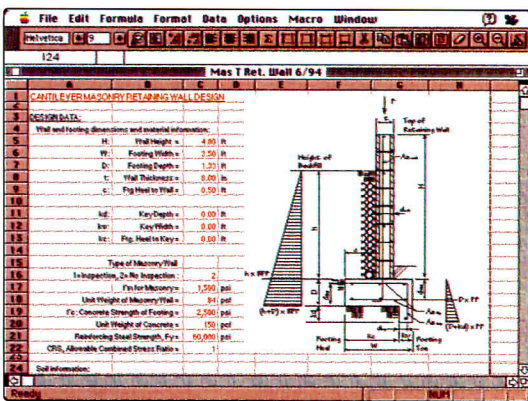 File Edit Formula Format Data Options Macro Window
Helvetica 9
I24
Mas T Ret. Wall 6/94
A B C D E F G H
1 CANTILEVER MASONRY RETAINING WALL DESIGN
2
3 DESIGN DATA:
4 Wall and footing dimensions and material information:
5 H: Wall Height = 4.00 ft
6 W: Footing Width = 2.50 ft
7 D: Footing Depth = 1.33 ft
8 t: Wall Thickness = 8.00 in
9 c: Ftg Heel to Wall = 0.50 ft
10
11 kd: Key Depth = 0.00 ft
12 kw: Key Width = 0.00 ft
13 kc: Ftg. Heel to Key = 0.00 ft
14
15 Type of Masonry Wall
16 1= Inspection, 2= No Inspection : 2
17 f'm for Masonry = 1,500 psi
18 Unit Weight of Masonry Wall = 84
19 f'c : Concrete Strength of Footing = 2,500 psi
20 Unit Weight of Concrete = 150 pcf
21 Reinforcing Steel Strength, Fy = 60,000 psi
22 CRS, Allowable Combined Stress Ratio = 1
24 Soil information:
P
t
Top of
Retaining Wall
Height of
Backfill
h
H
c
D
W
Footing
Heel
Footing
Toe
Ready
NUM